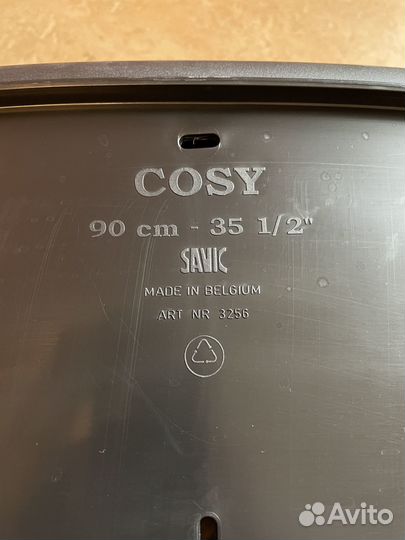 COSY
90 cm - 35 1/2"
SAVIC
MADE IN BELGIUM
ART NR 3256
Avito